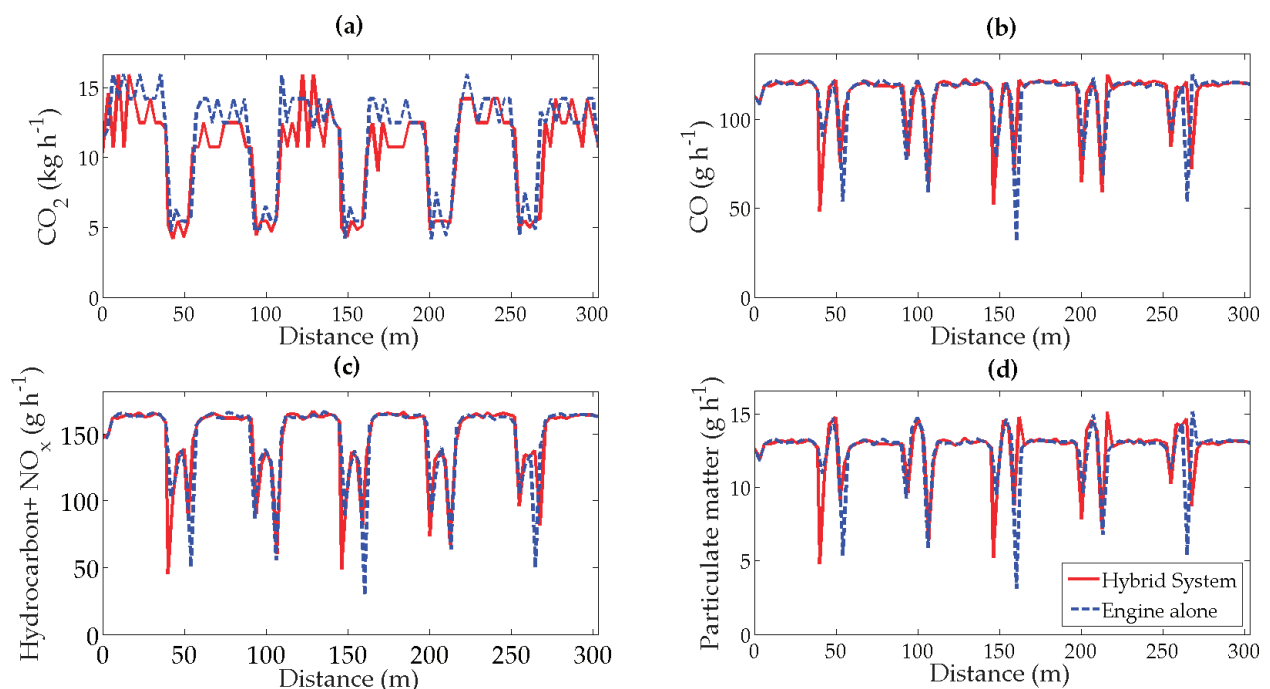 (a)
CO2 (kg h-1)
15
10
5
0
0 50 100 150 200 250 300
Distance (m)
(b)
CO (g h-1)
100
50
0
0 50 100 150 200 250 300
Distance (m)
(c)
Hydrocarbon+ NOx (g h-1)
150
100
50
0
0 50 100 150 200 250 300
Distance (m)
(d)
Particulate matter (g h-1)
15
10
5
0
Hybrid System
Engine alone
0 50 100 150 200 250 300
Distance (m)